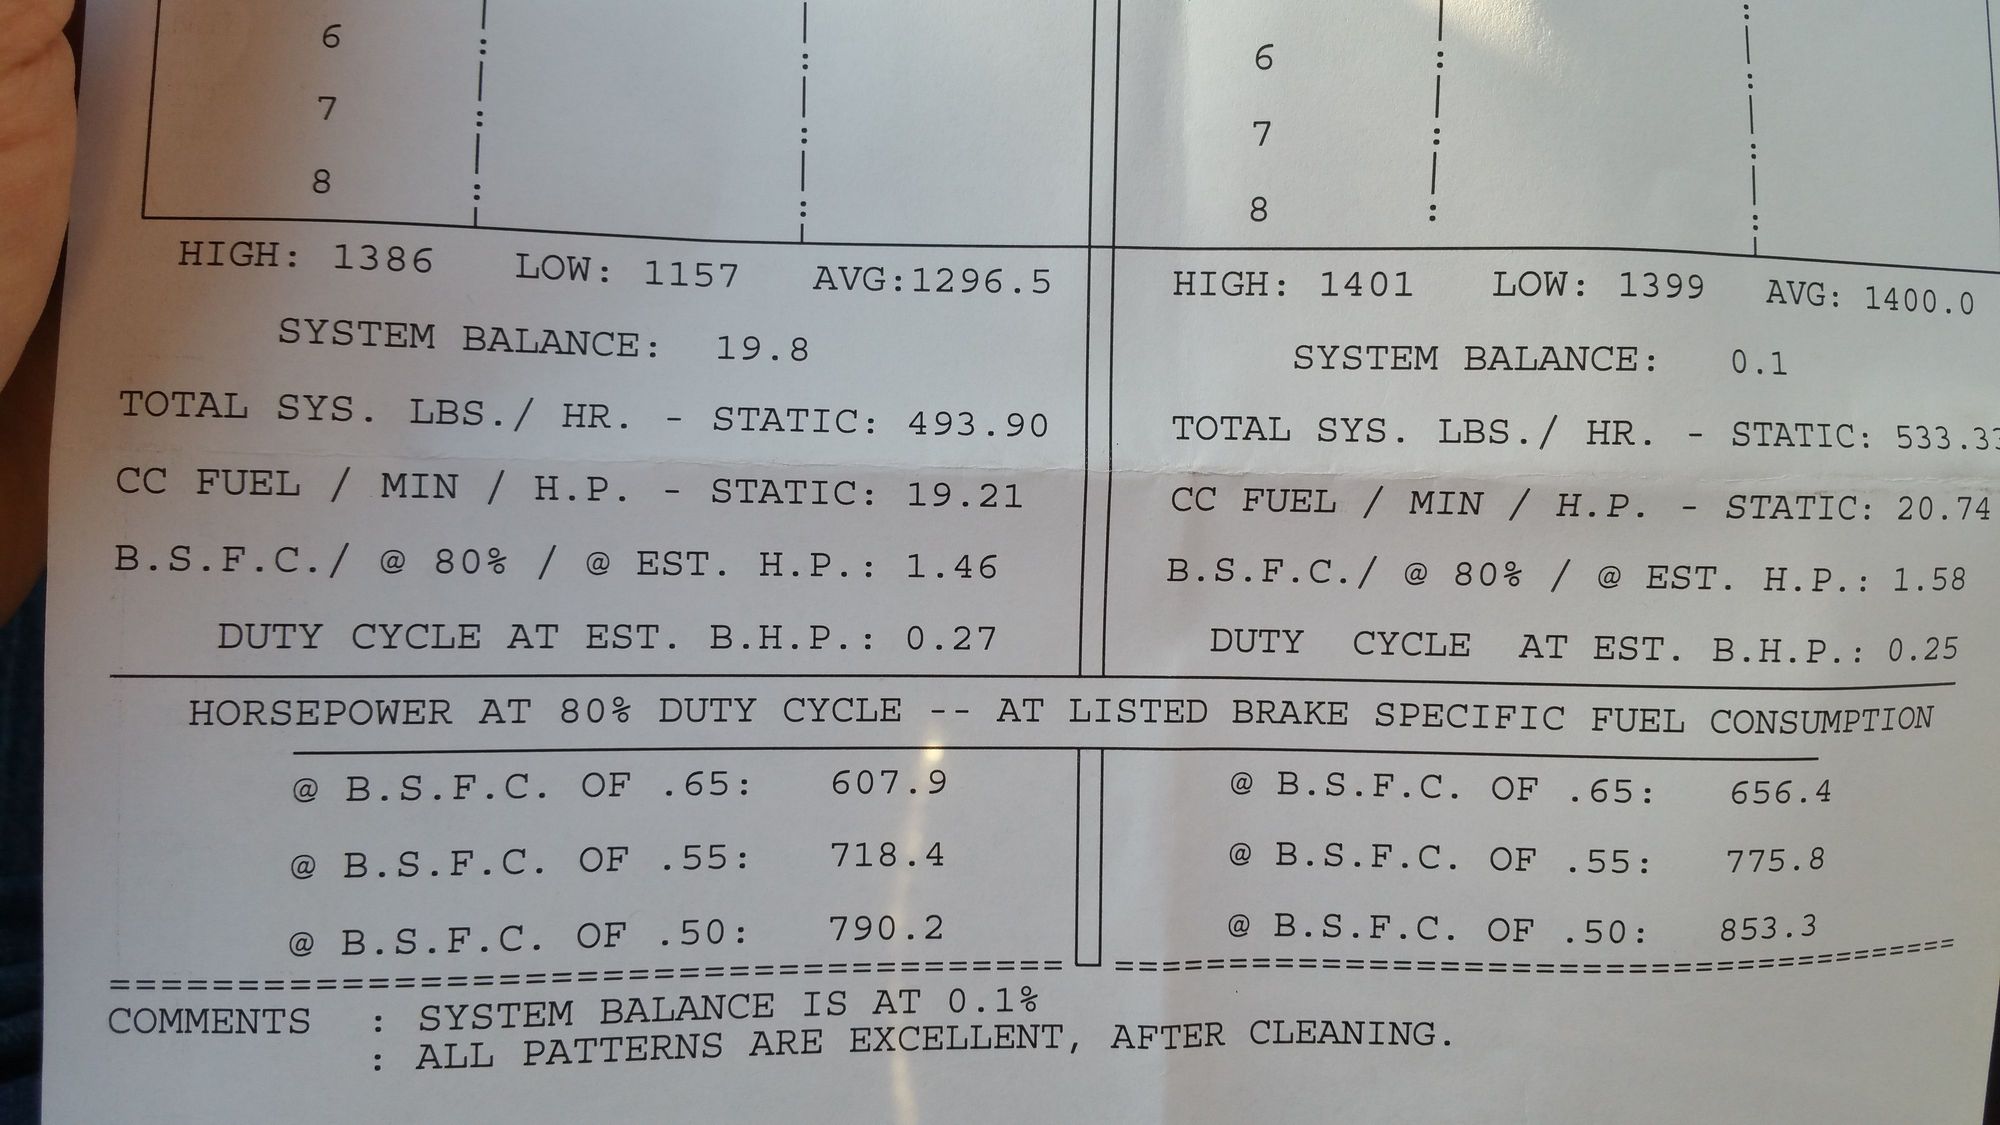 6
7
8
HIGH: 1386 LOW: 1157 AVG:1296.5
SYSTEM BALANCE: 19.8
TOTAL SYS. LBS./ HR. - STATIC: 493.90
CC FUEL / MIN / H.P. - STATIC: 19.21
B.S.F.C./ @ 80% / @ EST. H.P.: 1.46
DUTY CYCLE AT EST. B.H.P.: 0.27
6
7
8
HIGH: 1401 LOW: 1399 AVG: 1400.0
SYSTEM BALANCE: 0.1
TOTAL SYS. LBS./ HR. - STATIC: 533.33
CC FUEL / MIN / H.P. - STATIC: 20.74
B.S.F.C./ @ 80% / @ EST. H.P.: 1.58
DUTY CYCLE AT EST. B.H.P.: 0.25
HORSEPOWER AT 80% DUTY CYCLE -- AT LISTED BRAKE SPECIFIC FUEL CONSUMPTION
@ B.S.F.C. OF .65: 607.9
@ B.S.F.C. OF .55: 718.4
@ B.S.F.C. OF .50: 790.2
@ B.S.F.C. OF .65: 656.4
@ B.S.F.C. OF .55: 775.8
@ B.S.F.C. OF .50: 853.3
COMMENTS : SYSTEM BALANCE IS AT 0.1%
: ALL PATTERNS ARE EXCELLENT, AFTER CLEANING.